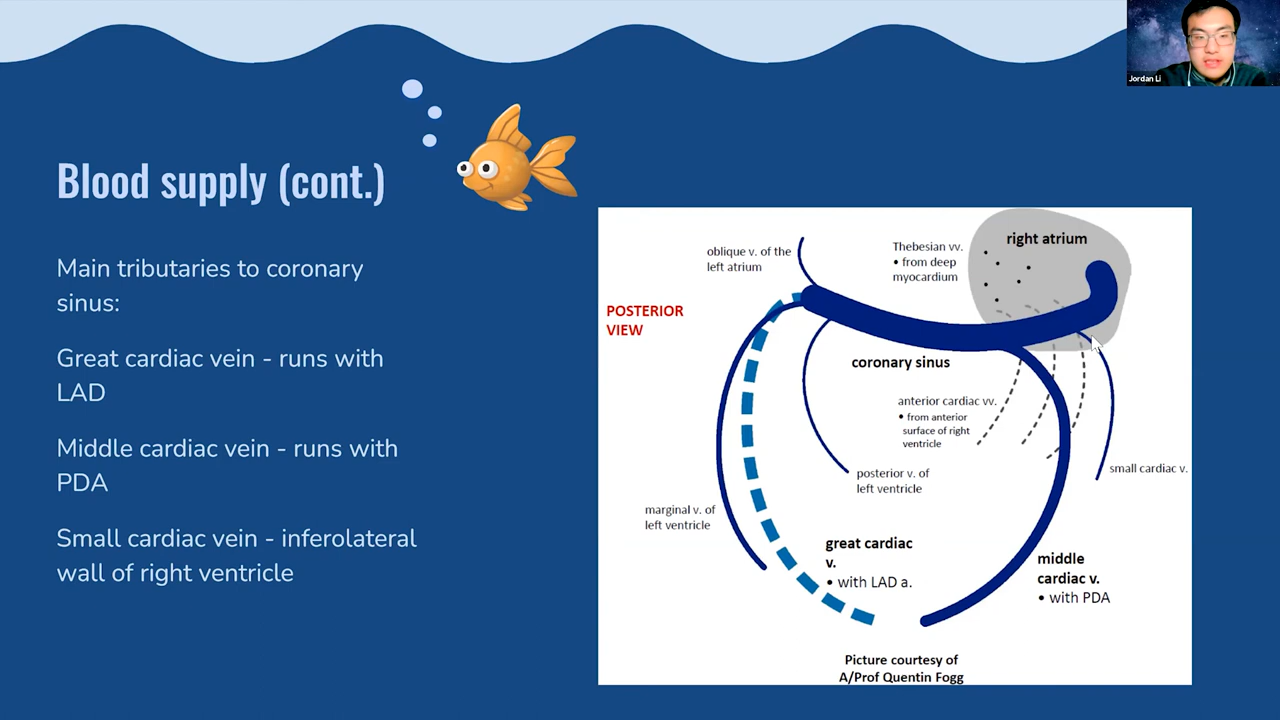 Jordan Li
Blood supply (cont.)
Main tributaries to coronary
sinus:
Great cardiac vein - runs with
LAD
Middle cardiac vein - runs with
PDA
Small cardiac vein - inferolateral
wall of right ventricle
oblique v. of the
left atrium
Thebesian vv.
• from deep
myocardium
right atrium
POSTERIOR
VIEW
coronary sinus
anterior cardiac vv.
• from anterior
surface of right
ventricle
posterior v. of
left ventricle
small cardiac v.
marginal v. of
left ventricle
great cardiac
v.
• with LAD a.
middle
cardiac v.
• with PDA
Picture courtesy of
A/Prof Quentin Fogg